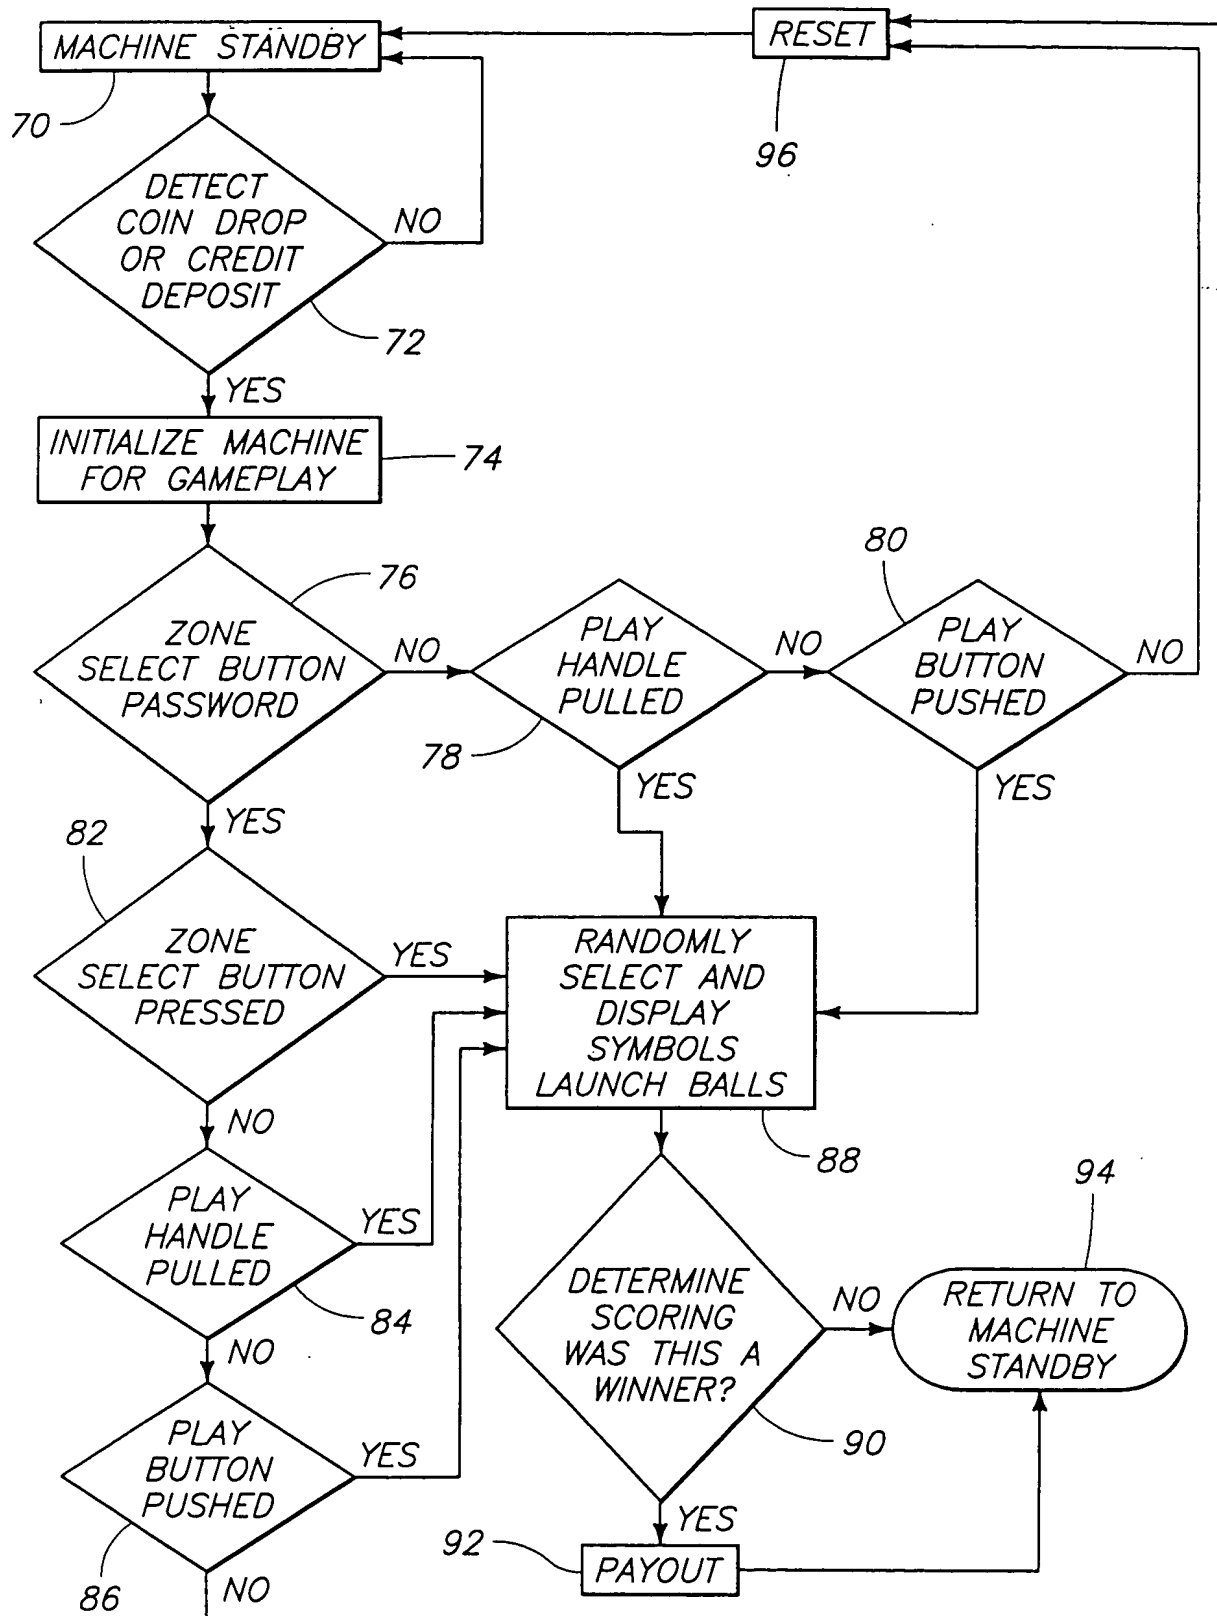 MACHINE STANDBY
RESET
70
96
DETECT
COIN DROP
OR CREDIT
DEPOSIT
NO
72
YES
INITIALIZE MACHINE
FOR GAMEPLAY
74
76
80
ZONE
SELECT BUTTON
PASSWORD
NO
PLAY
HANDLE
PULLED
NO
PLAY
BUTTON
PUSHED
NO
78
YES
YES
YES
82
ZONE
SELECT BUTTON
PRESSED
YES
RANDOMLY
SELECT AND
DISPLAY
SYMBOLS
LAUNCH BALLS
NO
88
94
PLAY
HANDLE
PULLED
YES
84
DETERMINE
SCORING
WAS THIS A
WINNER?
NO
RETURN TO
MACHINE
STANDBY
NO
90
PLAY
BUTTON
PUSHED
YES
YES
92
PAYOUT
86
NO